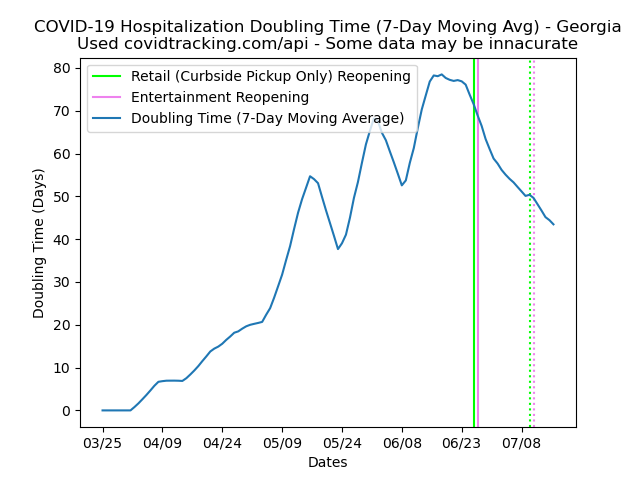 COVID-19 Hospitalization Doubling Time (7-Day Moving Avg) - Georgia
Used covidtracking.com/api - Some data may be innacurate
Retail (Curbside Pickup Only) Reopening
Entertainment Reopening
Doubling Time (7-Day Moving Average)
Doubling Time (Days)
80
70
60
50
40
30
20
10
0
03/25 04/09 04/24 05/09 05/24 06/08 06/23 07/08
Dates